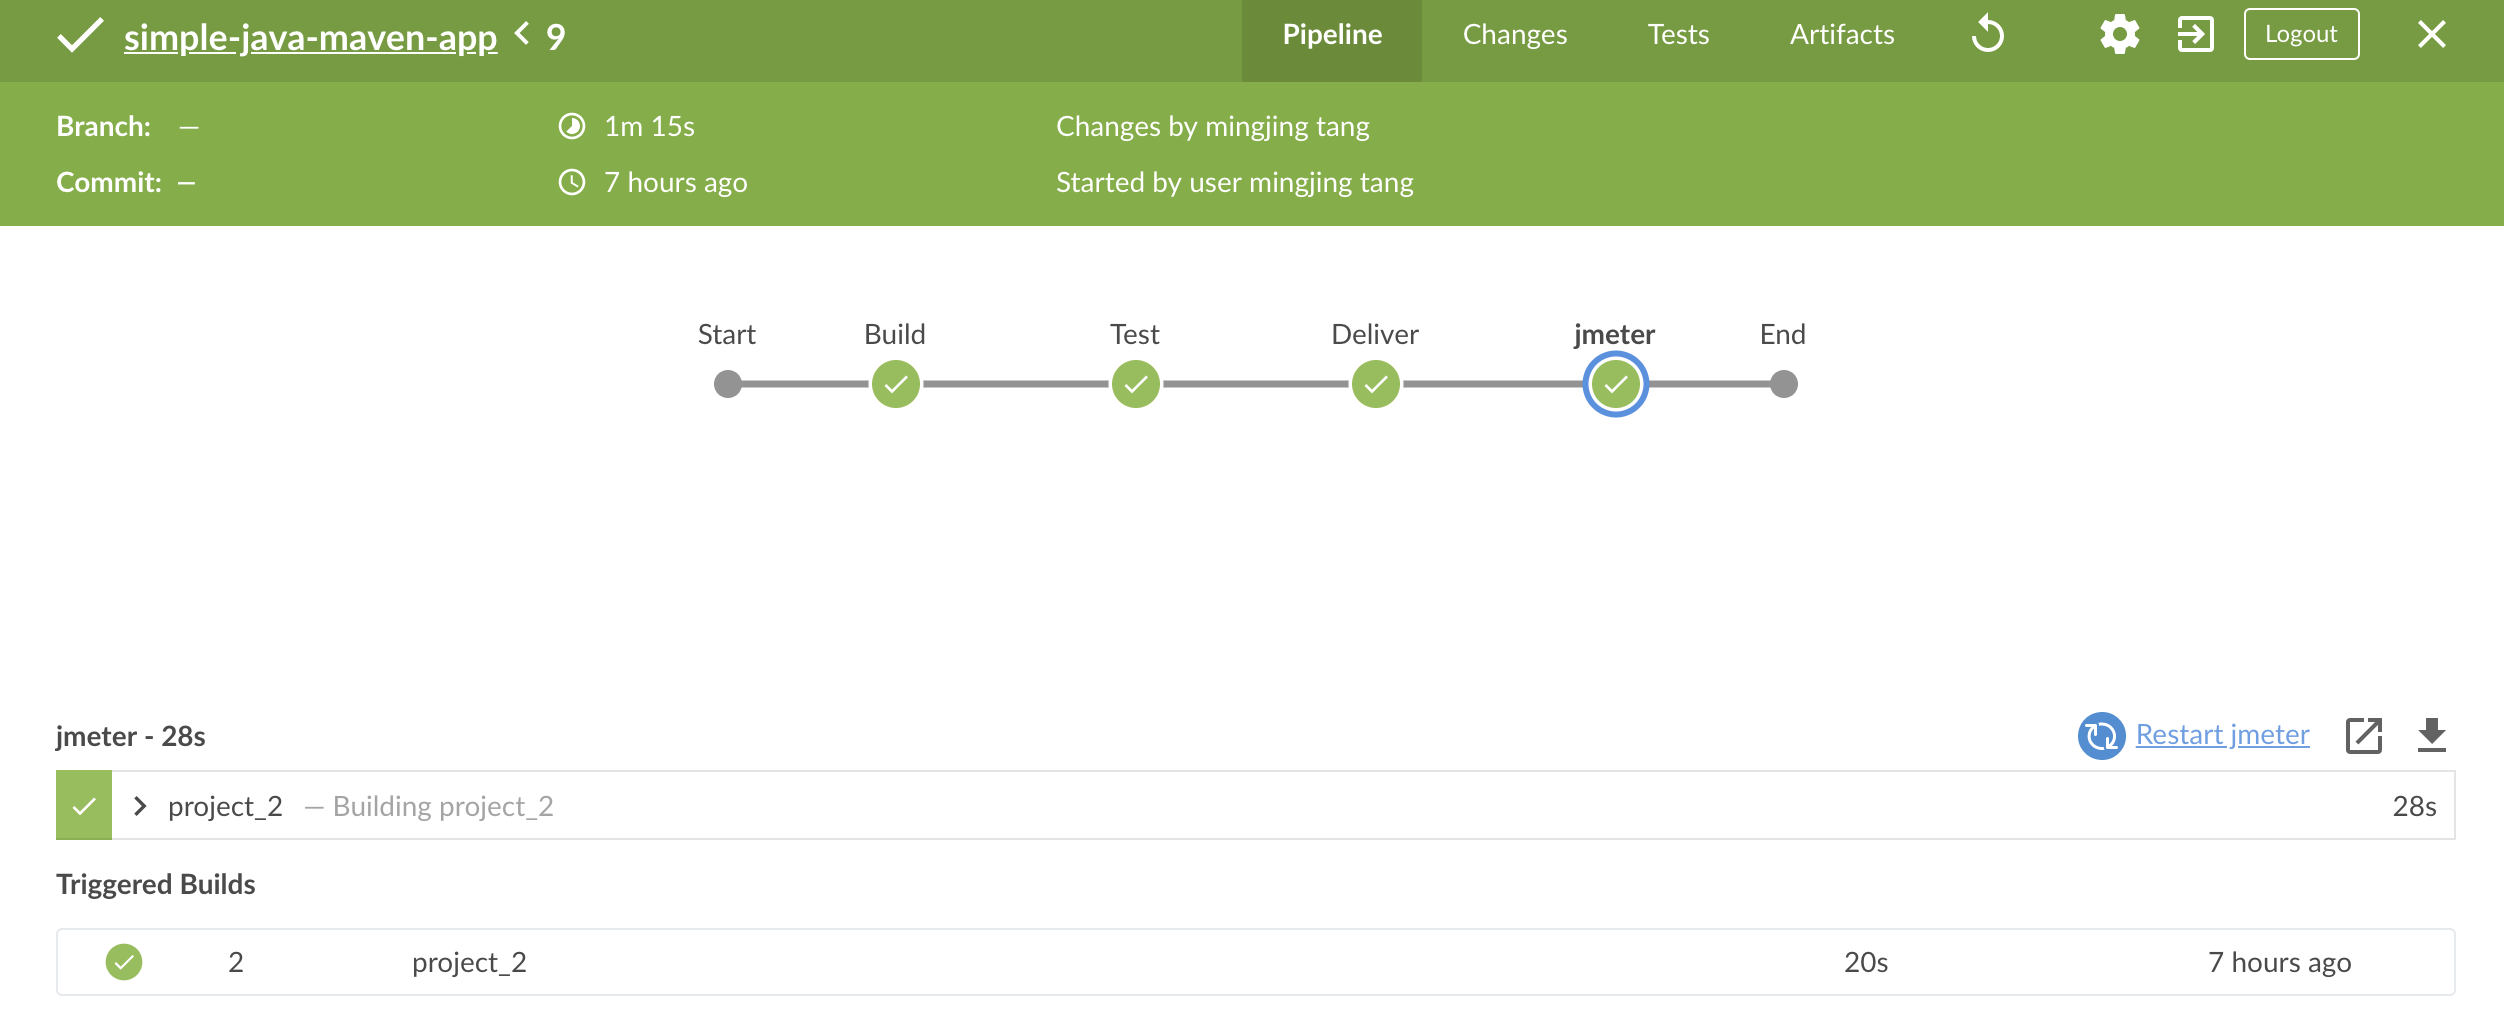 simple-java-maven-app < 9 Pipeline Changes Tests Artifacts Logout
Branch: — 1m 15s Changes by mingjing tang
Commit: — 7 hours ago Started by user mingjing tang
Start Build Test Deliver jmeter End
jmeter - 28s Restart jmeter
project_2 — Building project_2 28s
Triggered Builds
2 project_2 20s 7 hours ago